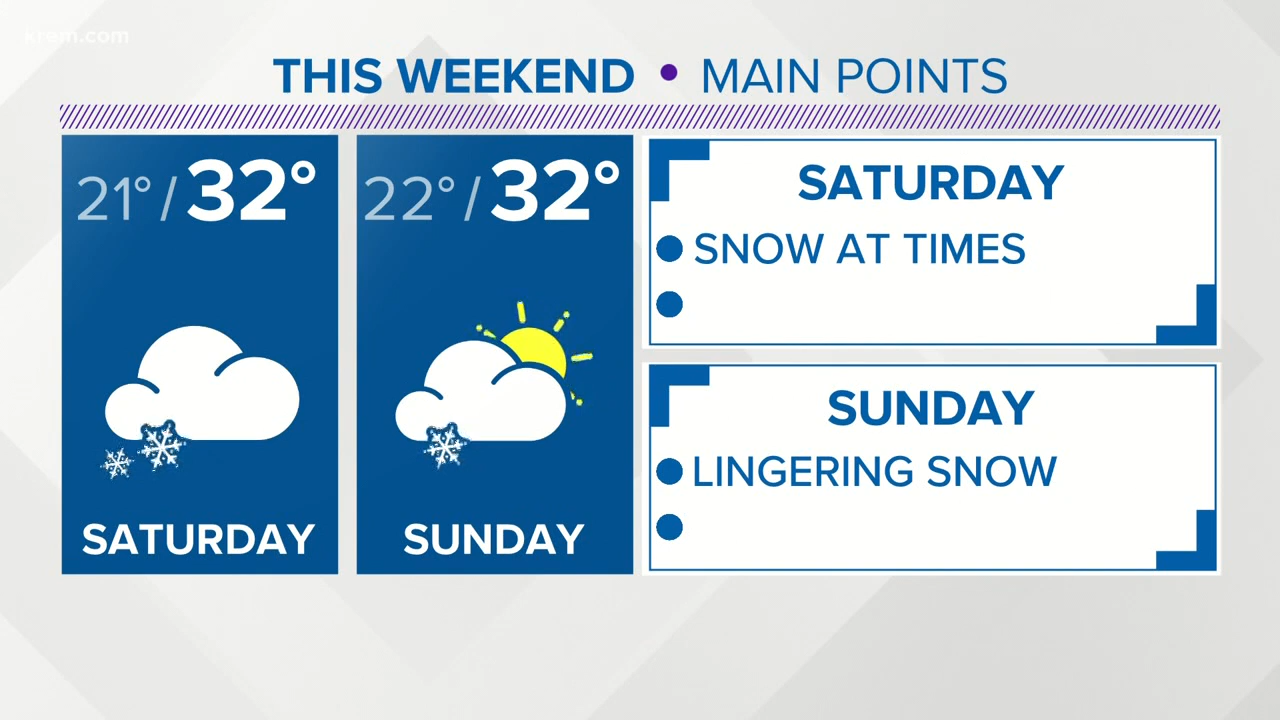 krem.com
THIS WEEKEND • MAIN POINTS
21°/32°
SATURDAY
22°/32°
SUNDAY
SATURDAY
● SNOW AT TIMES
●
SUNDAY
● LINGERING SNOW
●